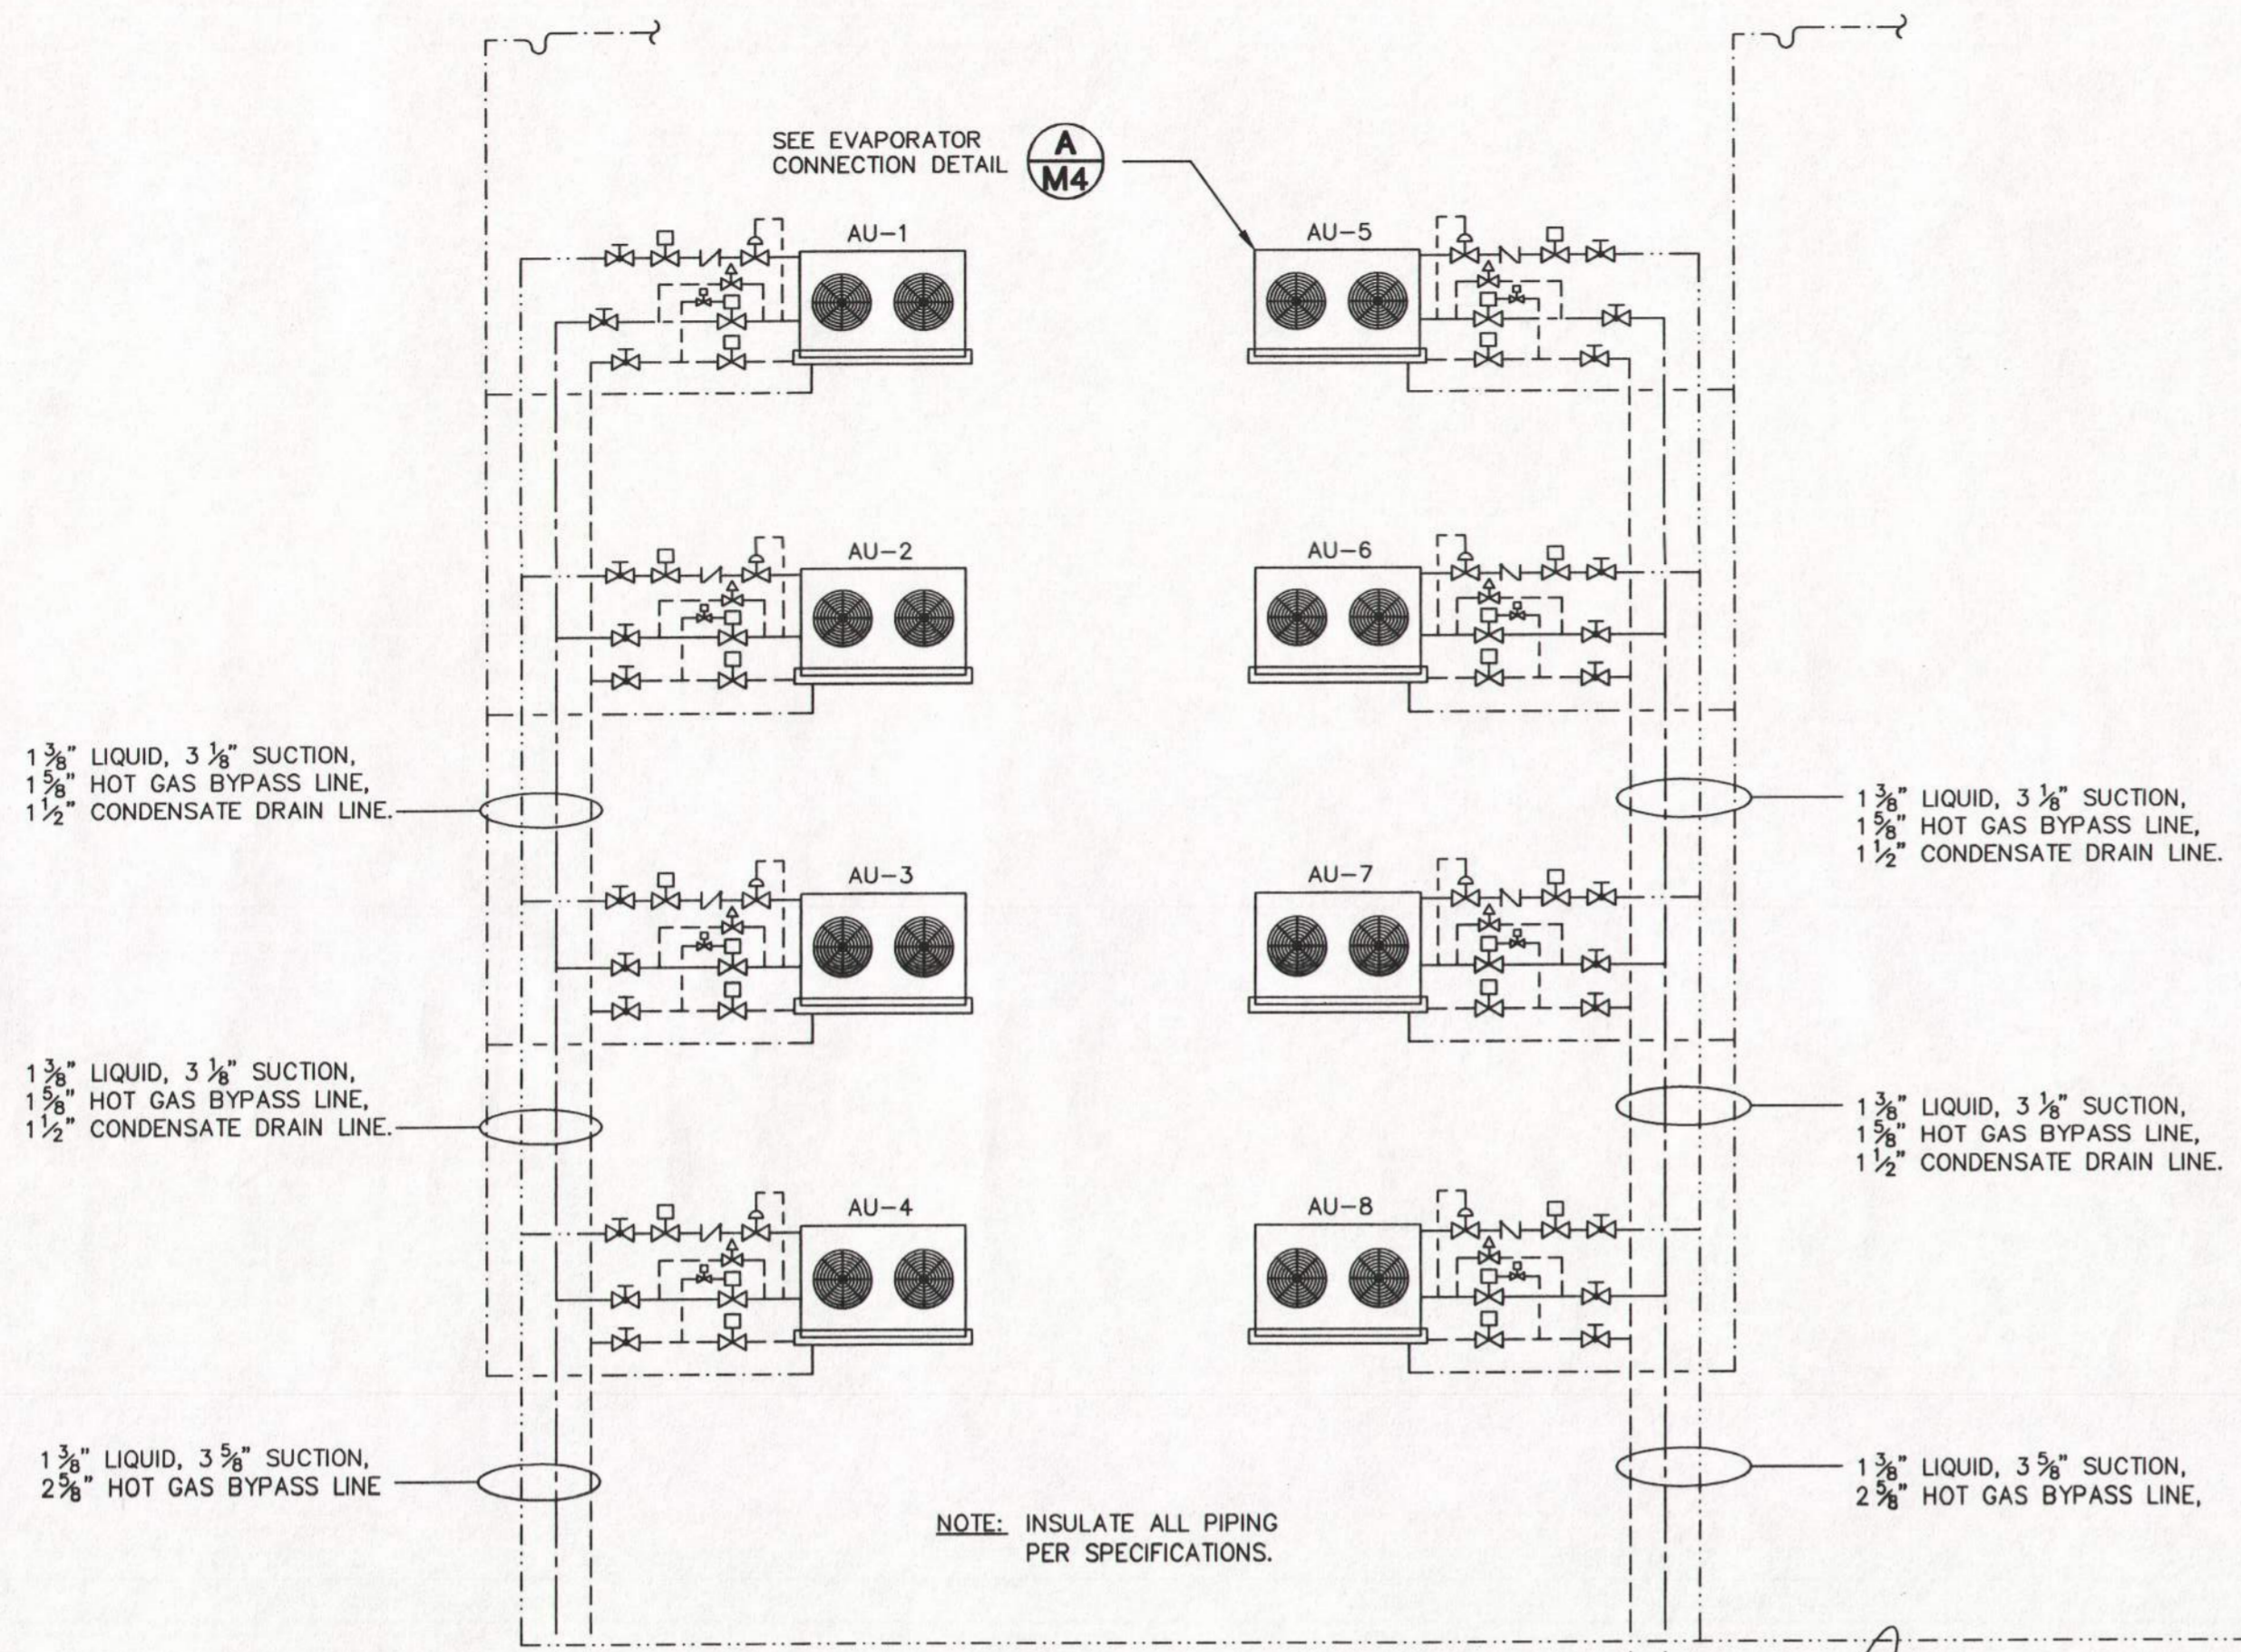 SEE EVAPORATOR
CONNECTION DETAIL
A
M4
AU-1
AU-5
AU-2
AU-6
1 3/8" LIQUID, 3 1/8" SUCTION,
1 5/8" HOT GAS BYPASS LINE,
1 1/2" CONDENSATE DRAIN LINE.
1 3/8" LIQUID, 3 1/8" SUCTION,
1 5/8" HOT GAS BYPASS LINE,
1 1/2" CONDENSATE DRAIN LINE.
AU-3
AU-7
1 3/8" LIQUID, 3 1/8" SUCTION,
1 5/8" HOT GAS BYPASS LINE,
1 1/2" CONDENSATE DRAIN LINE.
1 3/8" LIQUID, 3 1/8" SUCTION,
1 5/8" HOT GAS BYPASS LINE,
1 1/2" CONDENSATE DRAIN LINE.
AU-4
AU-8
1 3/8" LIQUID, 3 5/8" SUCTION,
2 5/8" HOT GAS BYPASS LINE
1 3/8" LIQUID, 3 5/8" SUCTION,
2 5/8" HOT GAS BYPASS LINE,
NOTE: INSULATE ALL PIPING
PER SPECIFICATIONS.